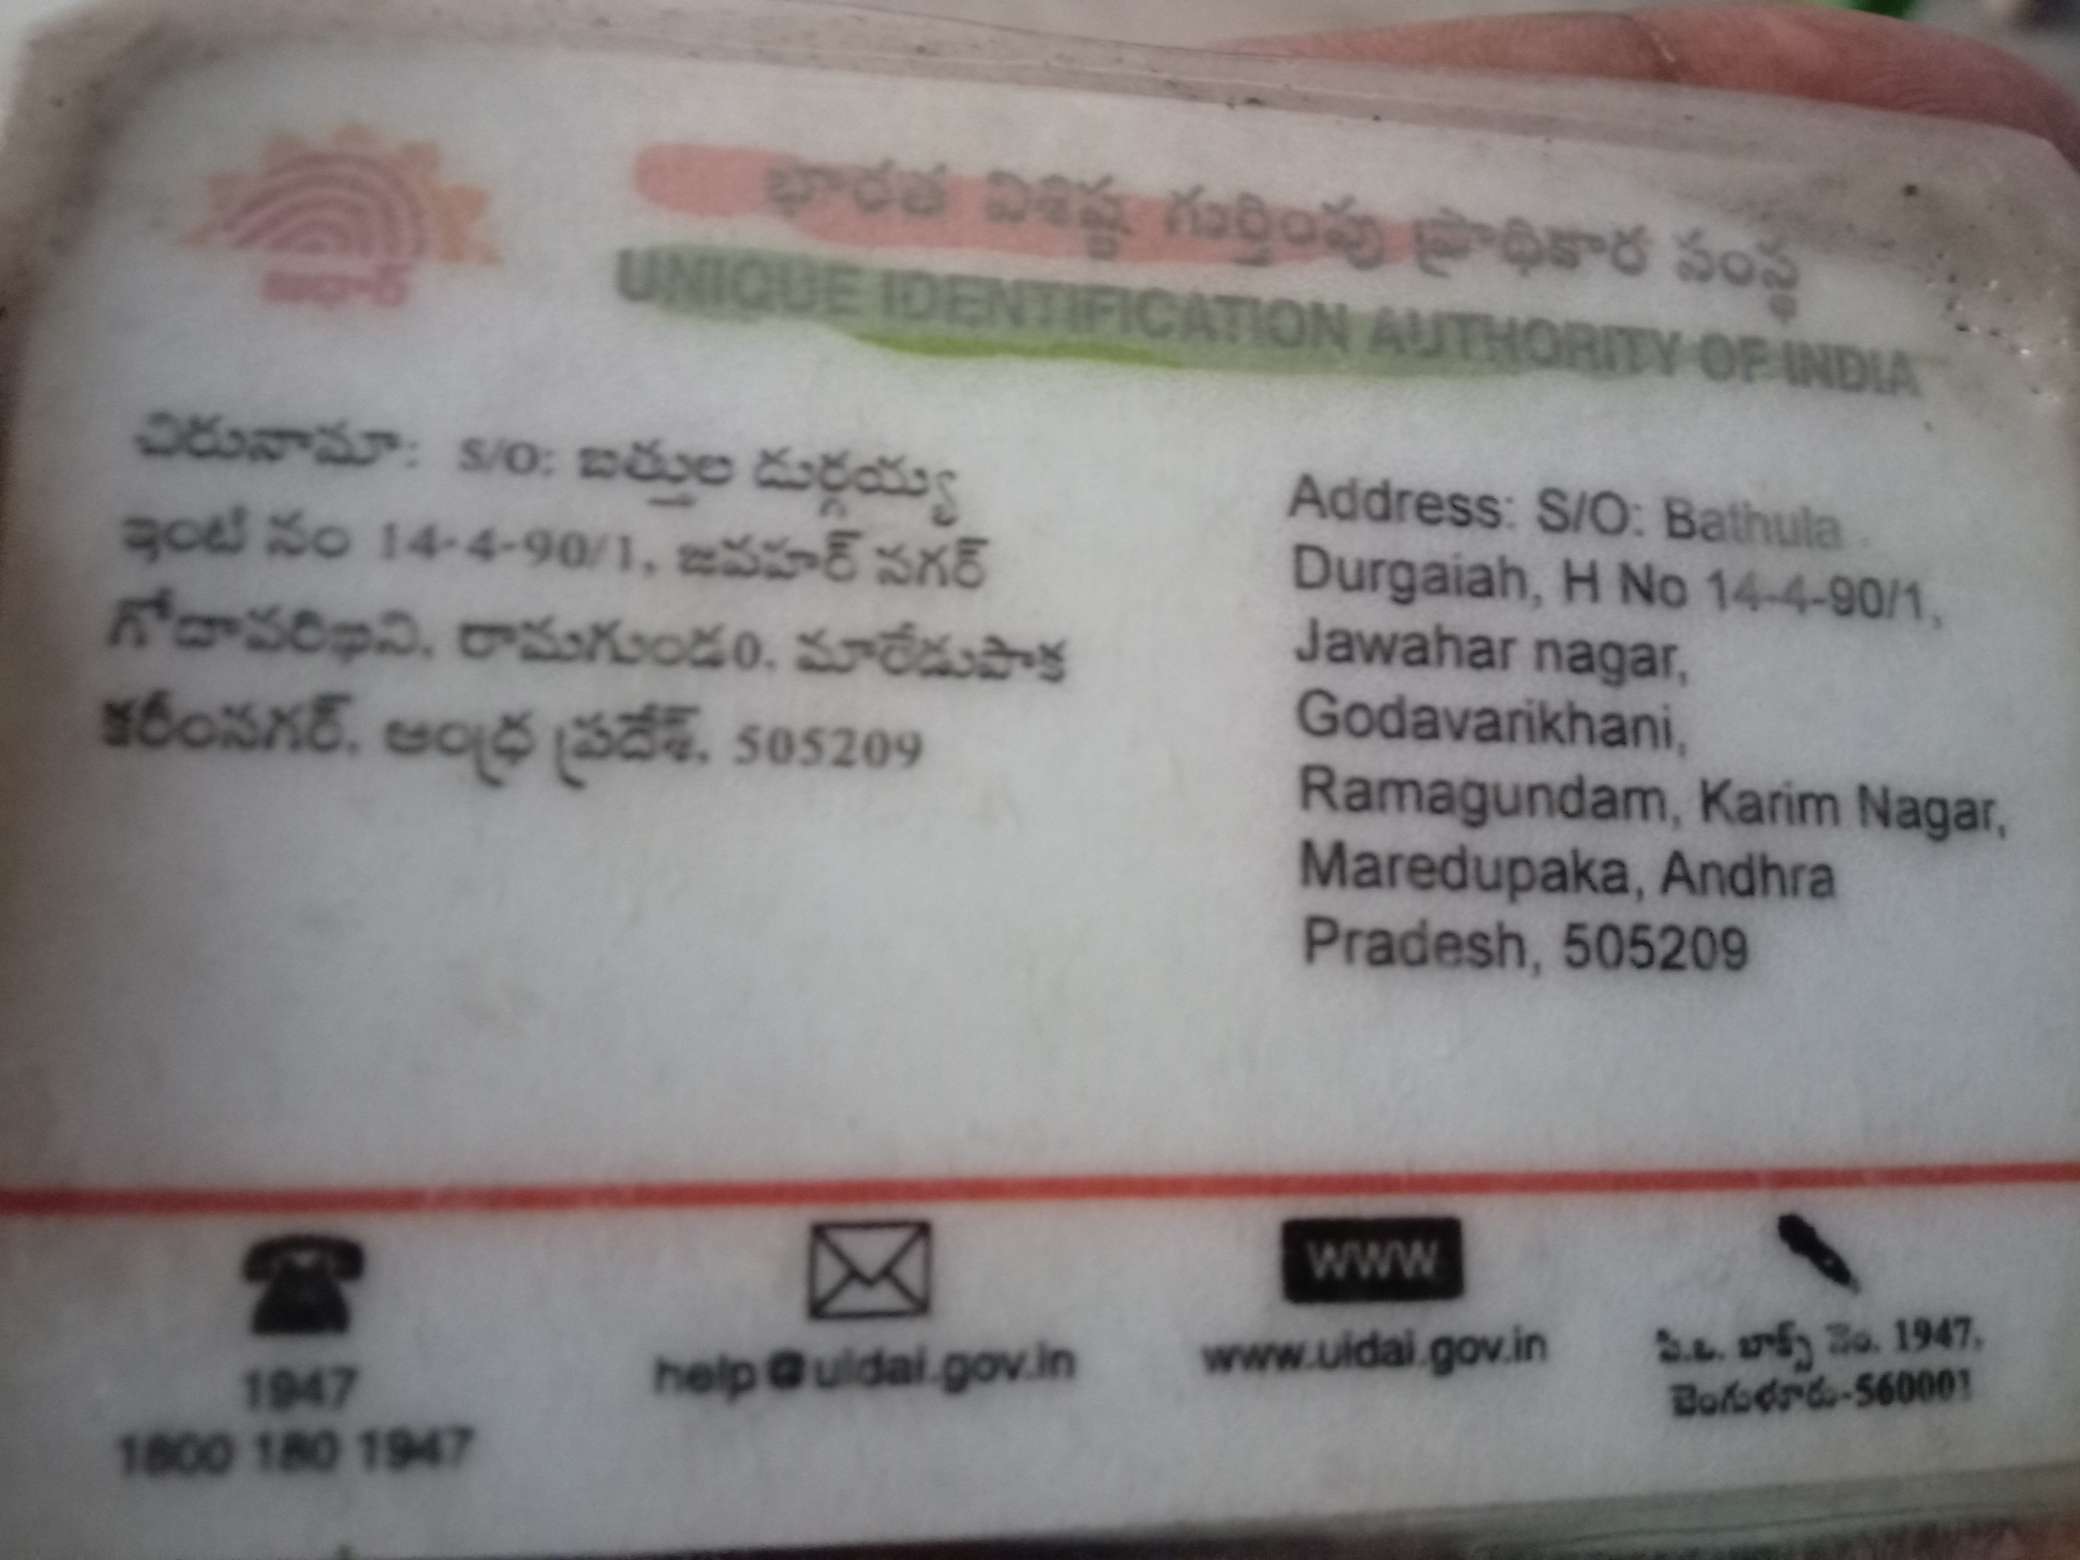 ఆధార్
భారత విశిష్ట గుర్తింపు ప్రాధికార సంస్థ
UNIQUE IDENTIFICATION AUTHORITY OF INDIA
చిరునామా: S/O: బత్తుల దుర్గయ్య
ఇంటి నం 14-4-90/1, జవహర్ నగర్
గోదావరిఖని, రామగుండ0, మారేడుపాక
కరీంనగర్, ఆంధ్ర ప్రదేశ్, 505209
Address: S/O: Bathula
Durgaiah, H No 14-4-90/1,
Jawahar nagar,
Godavarikhani,
Ramagundam, Karim Nagar,
Maredupaka, Andhra
Pradesh, 505209
1947
1800 180 1947
help@uidai.gov.in
WWW
www.uidai.gov.in
పి.ఒ. బాక్స్ నెం. 1947,
బెంగుళూరు-560001